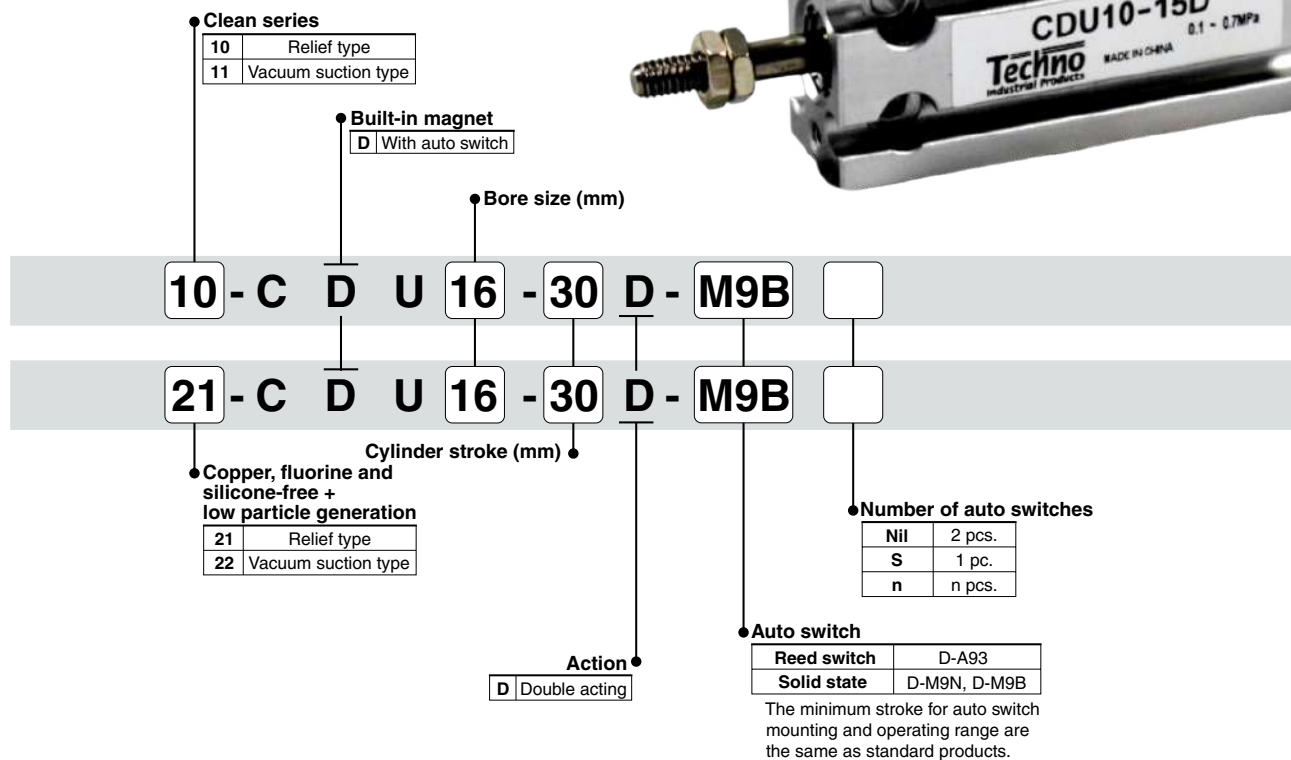 Clean series
10 Relief type
11 Vacuum suction type
CDU10-15D
0.1 ~ 0.7MPa
Techno
Industrial Products
MADE IN CHINA
Built-in magnet
D With auto switch
Bore size (mm)
10 - C D U 16 - 30 D - M9B
21 - C D U 16 - 30 D - M9B
Cylinder stroke (mm)
Copper, fluorine and
silicone-free +
low particle generation
21 Relief type
22 Vacuum suction type
Number of auto switches
Nil 2 pcs.
S 1 pc.
n n pcs.
Auto switch
Reed switch D-A93
Solid state D-M9N, D-M9B
The minimum stroke for auto switch
mounting and operating range are
the same as standard products.
Action
D Double acting